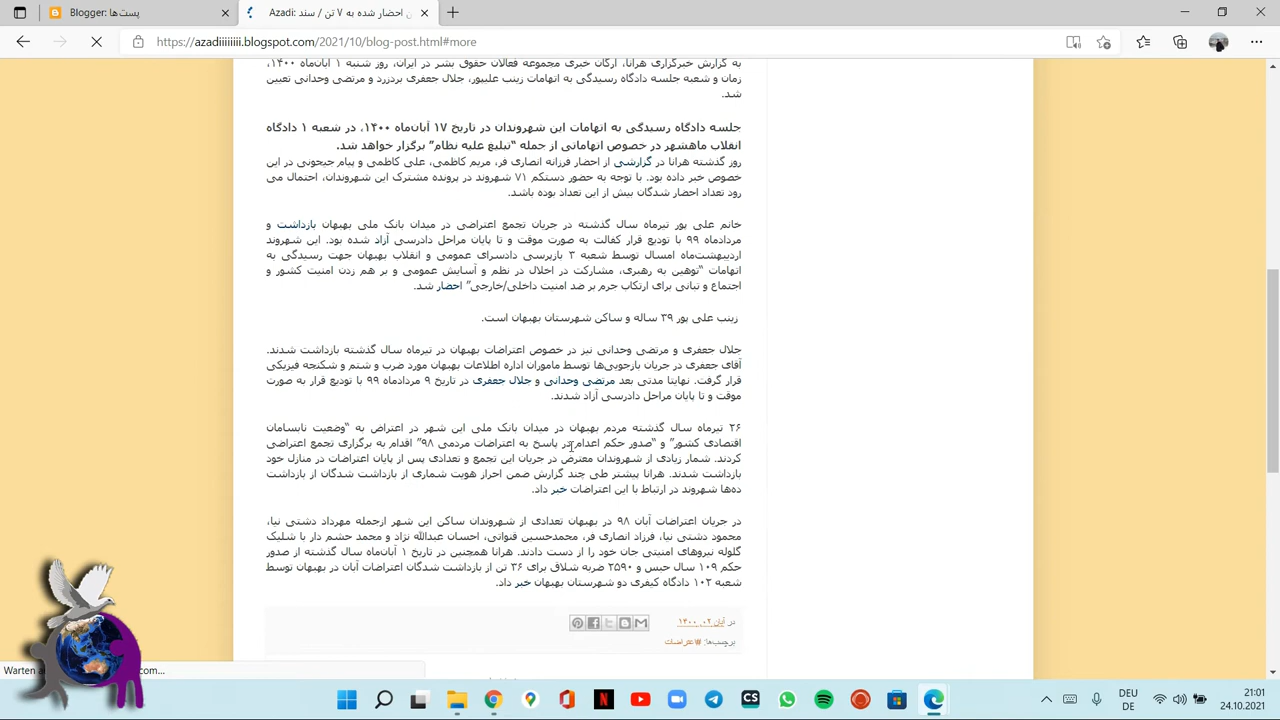 Blogger: پست‌ها
Azadi: ی احضار شده به ۷ تن / سند
https://azadiiiiiiii.blogspot.com/2021/10/blog-post.html#more
به گزارش خبرگزاری هرانا، ارگان خبری مجموعه فعالان حقوق بشر در ایران، روز شنبه ۱ آبان‌ماه ۱۴۰۰،
زمان و شعبه جلسه دادگاه رسیدگی به اتهامات زینب علیپور، جلال جعفری بردزرد و مرتضی وحدانی تعیین
شد.
جلسه دادگاه رسیدگی به اتهامات این شهروندان در تاریخ ۱۷ آبان‌ماه ۱۴۰۰، در شعبه ۱ دادگاه
انقلاب ماهشهر در خصوص اتهاماتی از جمله “تبلیغ علیه نظام” برگزار خواهد شد.
روز گذشته هرانا در گزارشی از احضار فرزانه انصاری فر، مریم کاظمی، علی کاظمی و پیام جیحونی در این
خصوص خبر داده بود. با توجه به حضور دستکم ۷۱ شهروند در پرونده مشترک این شهروندان، احتمال می
رود تعداد احضار شدگان بیش از این تعداد بوده باشد.
خانم علی پور تیرماه سال گذشته در جریان تجمع اعتراضی در میدان بانک ملی بهبهان بازداشت و
مردادماه ۹۹ با تودیع قرار کفالت به صورت موقت و تا پایان مراحل دادرسی آزاد شده بود. این شهروند
اردیبهشت‌ماه امسال توسط شعبه ۳ بازپرسی دادسرای عمومی و انقلاب بهبهان جهت رسیدگی به
اتهامات “توهین به رهبری، مشارکت در اخلال در نظم و آسایش عمومی و بر هم زدن امنیت کشور و
اجتماع و تبانی برای ارتکاب جرم بر ضد امنیت داخلی/خارجی” احضار شد.
زینب علی پور ۳۹ ساله و ساکن شهرستان بهبهان است.
جلال جعفری و مرتضی وحدانی نیز در خصوص اعتراضات بهبهان در تیرماه سال گذشته بازداشت شدند.
آقای جعفری در جریان بازجویی‌ها توسط ماموران اداره اطلاعات بهبهان مورد ضرب و شتم و شکنجه فیزیکی
قرار گرفت. نهایتا مدتی بعد مرتضی وحدانی و جلال جعفری در تاریخ ۹ مردادماه ۹۹ با تودیع قرار به صورت
موقت و تا پایان مراحل دادرسی آزاد شدند.
۲۶ تیرماه سال گذشته مردم بهبهان در میدان بانک ملی این شهر در اعتراض به “وضعیت نابسامان
اقتصادی کشور” و “صدور حکم اعدام در پاسخ به اعتراضات مردمی ۹۸” اقدام به برگزاری تجمع اعتراضی
کردند. شمار زیادی از شهروندان معترض در جریان این تجمع و تعدادی پس از پایان اعتراضات در منازل خود
بازداشت شدند. هرانا پیشتر طی چند گزارش ضمن احراز هویت شماری از بازداشت شدگان از بازداشت
ده‌ها شهروند در ارتباط با این اعتراضات خبر داد.
در جریان اعتراضات آبان ۹۸ در بهبهان تعدادی از شهروندان ساکن این شهر ازجمله مهرداد دشتی نیا،
محمود دشتی نیا، فرزاد انصاری فر، محمدحسین قنواتی، احسان عبدالله نژاد و محمد حشم دار با شلیک
گلوله نیروهای امنیتی جان خود را از دست دادند. هرانا همچنین در تاریخ ۱ آبان‌ماه سال گذشته از صدور
حکم ۱۰۹ سال حبس و ۲۵۹۰ ضربه شلاق برای ۳۶ تن از بازداشت شدگان اعتراضات آبان در بهبهان توسط
شعبه ۱۰۲ دادگاه کیفری دو شهرستان بهبهان خبر داد.
در آبان ۰۲, ۱۴۰۰
برچسب‌ها: #اعتراضات
Warten a com...
CS
DEU
DE
21:01
24.10.2021